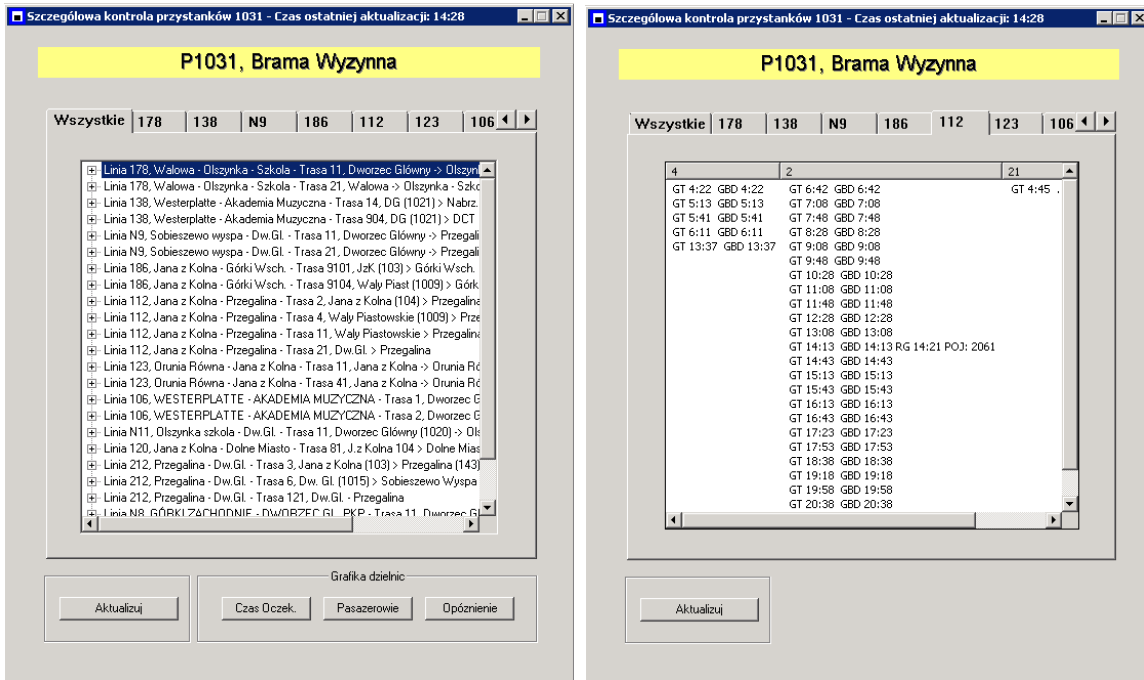 Szczególowa kontrola przystanków 1031 - Czas ostatniej aktualizacji: 14:28
P1031, Brama Wyzynna
Wszystkie 178 138 N9 186 112 123 106
Linia 178, Walowa - Olszynka - Szkola - Trasa 11, Dworzec Glówny -> Olszynk
Linia 178, Walowa - Olszynka - Szkola - Trasa 21, Walowa -> Olszynka - Szkc
Linia 138, Westerplatte - Akademia Muzyczna - Trasa 14, DG (1021) > Nabrz.
Linia 138, Westerplatte - Akademia Muzyczna - Trasa 904, DG (1021) > DCT
Linia N9, Sobieszewo wyspa - Dw.Gl. - Trasa 11, Dworzec Glówny -> Przegali
Linia N9, Sobieszewo wyspa - Dw.Gl. - Trasa 21, Dworzec Glówny -> Przegali
Linia 186, Jana z Kolna - Górki Wsch. - Trasa 9101, JzK (103) > Górki Wsch.
Linia 186, Jana z Kolna - Górki Wsch. - Trasa 9104, Waly Piast (1009) > Górk
Linia 112, Jana z Kolna - Przegalina - Trasa 2, Jana z Kolna (104) > Przegalina
Linia 112, Jana z Kolna - Przegalina - Trasa 4, Waly Piastowskie (1009) > Prze
Linia 112, Jana z Kolna - Przegalina - Trasa 11, Waly Piastowskie > Przegalina
Linia 112, Jana z Kolna - Przegalina - Trasa 21, Dw.Gl. > Przegalina
Linia 123, Orunia Równa - Jana z Kolna - Trasa 11, Jana z Kolna -> Orunia Ró
Linia 123, Orunia Równa - Jana z Kolna - Trasa 41, Jana z Kolna -> Orunia Ró
Linia 106, WESTERPLATTE - AKADEMIA MUZYCZNA - Trasa 1, Dworzec G
Linia 106, WESTERPLATTE - AKADEMIA MUZYCZNA - Trasa 2, Dworzec G
Linia N11, Olszynka szkola - Dw.Gl. - Trasa 11, Dworzec Glówny (1020) -> Ols
Linia 120, Jana z Kolna - Dolne Miasto - Trasa 81, J.z Kolna 104 > Dolne Mias
Linia 212, Przegalina - Dw.Gl. - Trasa 3, Jana z Kolna (103) > Przegalina (143)
Linia 212, Przegalina - Dw.Gl. - Trasa 6, Dw. Gl. (1015) > Sobieszewo Wyspa
Linia 212, Przegalina - Dw.Gl. - Trasa 121, Dw.Gl. - Przegalina
Linia N8, GÓRKI ZACHODNIE - DWORZEC GL. PKP - Trasa 11, Dworzec Gl
Grafika dzielnic
Aktualizuj Czas Oczek. Pasazerowie Opóznienie
Szczególowa kontrola przystanków 1031 - Czas ostatniej aktualizacji: 14:28
P1031, Brama Wyzynna
Wszystkie 178 138 N9 186 112 123 106
4 2 21
GT 4:22 GBD 4:22 GT 6:42 GBD 6:42 GT 4:45 .
GT 5:13 GBD 5:13 GT 7:08 GBD 7:08
GT 5:41 GBD 5:41 GT 7:48 GBD 7:48
GT 6:11 GBD 6:11 GT 8:28 GBD 8:28
GT 13:37 GBD 13:37 GT 9:08 GBD 9:08
GT 9:48 GBD 9:48
GT 10:28 GBD 10:28
GT 11:08 GBD 11:08
GT 11:48 GBD 11:48
GT 12:28 GBD 12:28
GT 13:08 GBD 13:08
GT 14:13 GBD 14:13 RG 14:21 POJ: 2061
GT 14:43 GBD 14:43
GT 15:13 GBD 15:13
GT 15:43 GBD 15:43
GT 16:13 GBD 16:13
GT 16:43 GBD 16:43
GT 17:23 GBD 17:23
GT 17:53 GBD 17:53
GT 18:38 GBD 18:38
GT 19:18 GBD 19:18
GT 19:58 GBD 19:58
GT 20:38 GBD 20:38
Aktualizuj